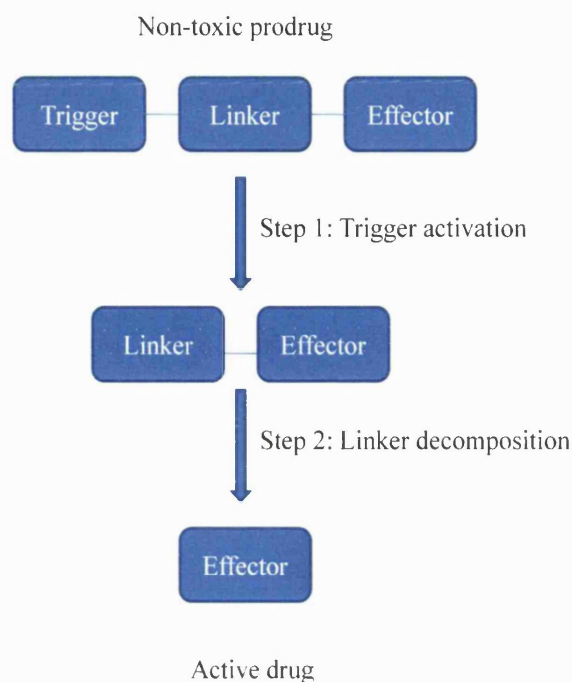 Non-toxic prodrug
Trigger Linker Effector
Step 1: Trigger activation
Linker Effector
Step 2: Linker decomposition
Effector
Active drug